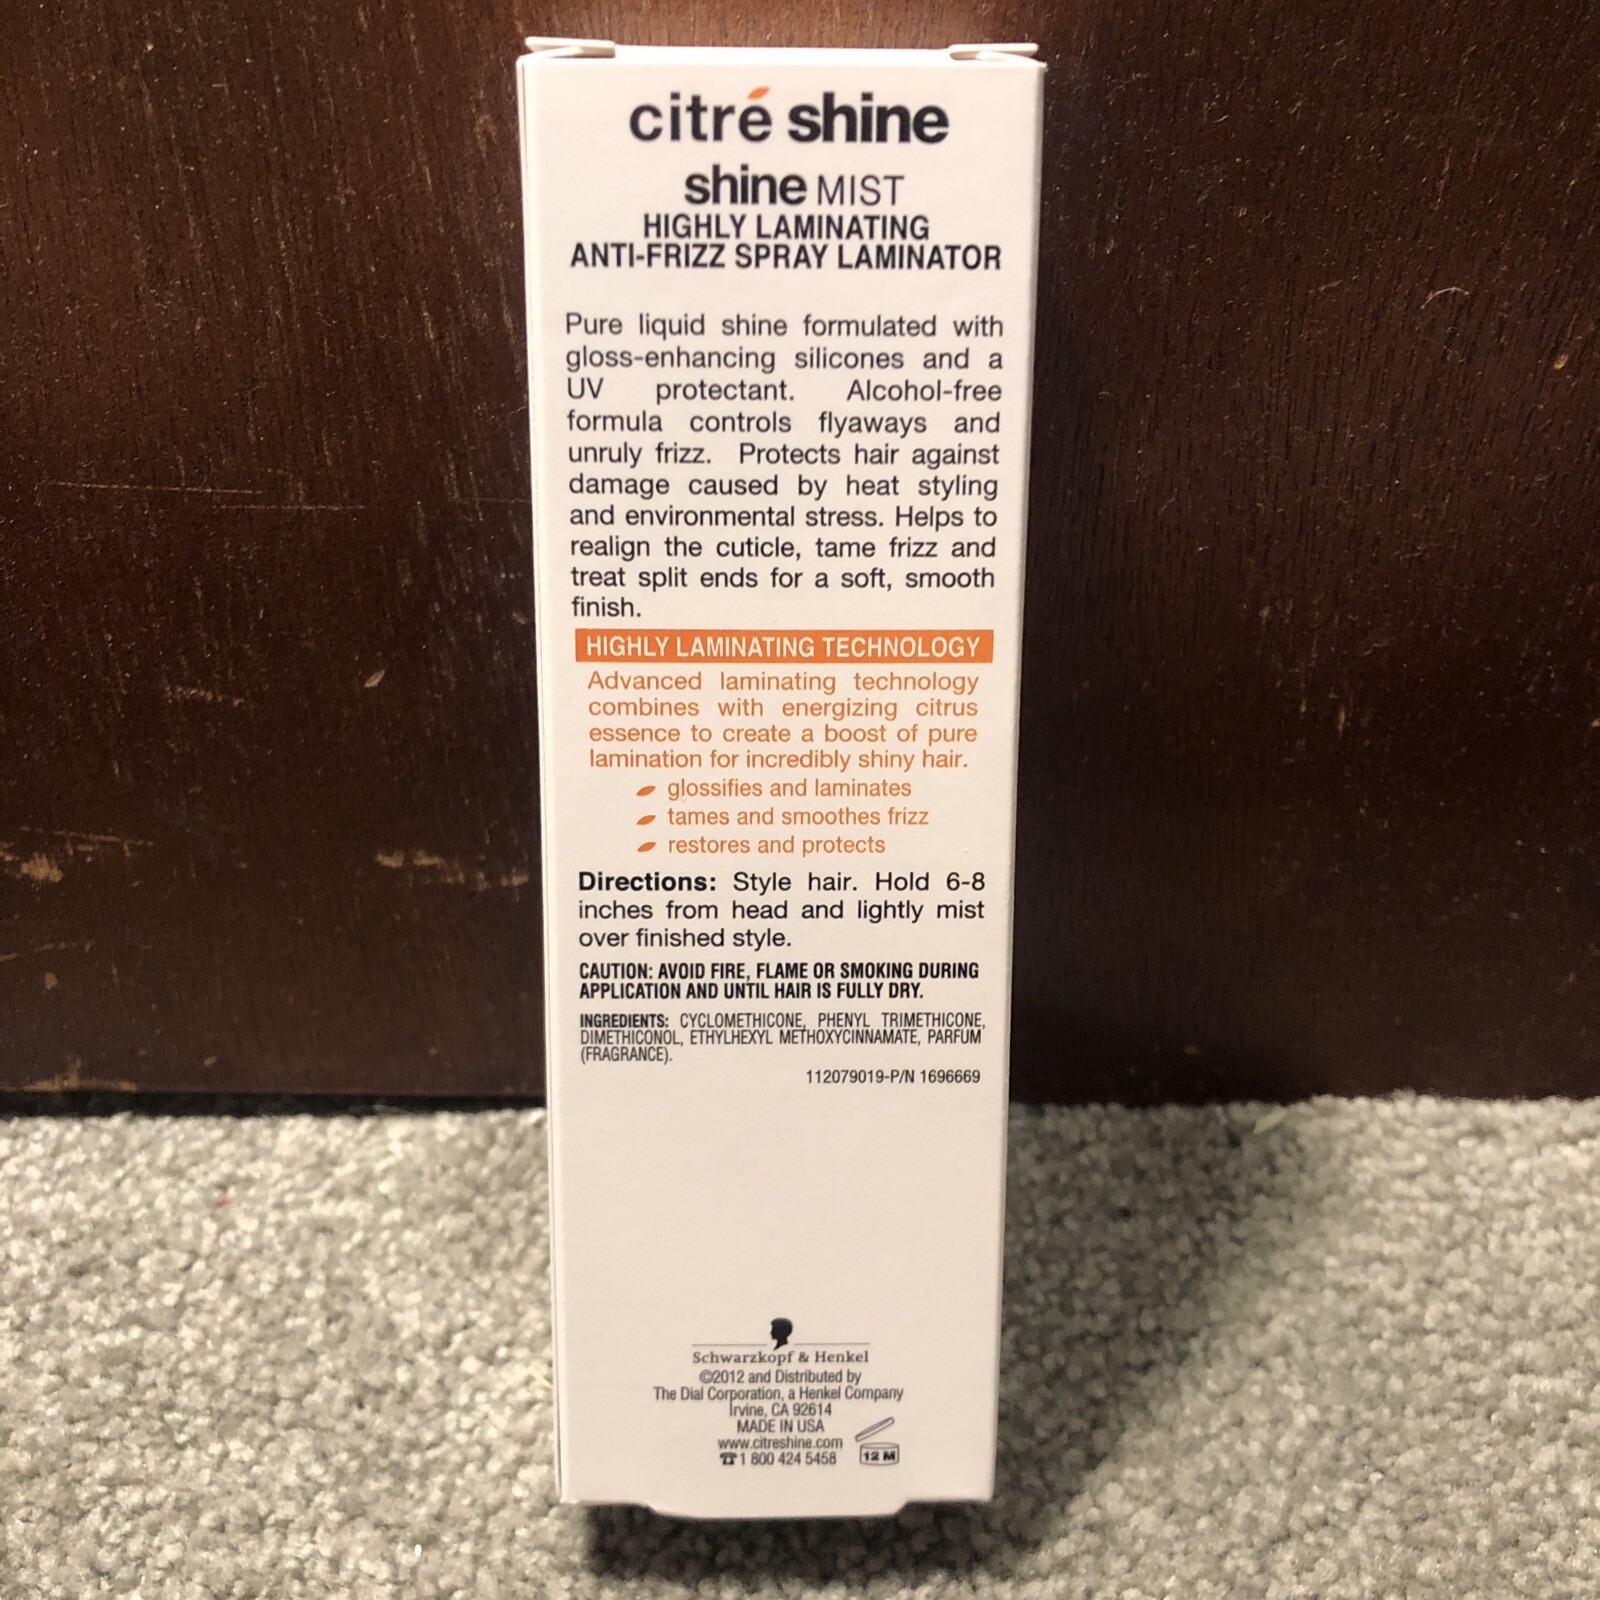 citré shine
shine MIST
HIGHLY LAMINATING
ANTI-FRIZZ SPRAY LAMINATOR
Pure liquid shine formulated with
gloss-enhancing silicones and a
UV protectant. Alcohol-free
formula controls flyaways and
unruly frizz. Protects hair against
damage caused by heat styling
and environmental stress. Helps to
realign the cuticle, tame frizz and
treat split ends for a soft, smooth
finish.
HIGHLY LAMINATING TECHNOLOGY
Advanced laminating technology
combines with energizing citrus
essence to create a boost of pure
lamination for incredibly shiny hair.
glossifies and laminates
tames and smoothes frizz
restores and protects
Directions: Style hair. Hold 6-8
inches from head and lightly mist
over finished style.
CAUTION: AVOID FIRE, FLAME OR SMOKING DURING
APPLICATION AND UNTIL HAIR IS FULLY DRY.
INGREDIENTS: CYCLOMETHICONE, PHENYL TRIMETHICONE,
DIMETHICONOL, ETHYLHEXYL METHOXYCINNAMATE, PARFUM
(FRAGRANCE).
112079019-P/N 1696669
Schwarzkopf & Henkel
©2012 and Distributed by
The Dial Corporation, a Henkel Company
Irvine, CA 92614
MADE IN USA
www.citreshine.com
☎1 800 424 5458
12 M